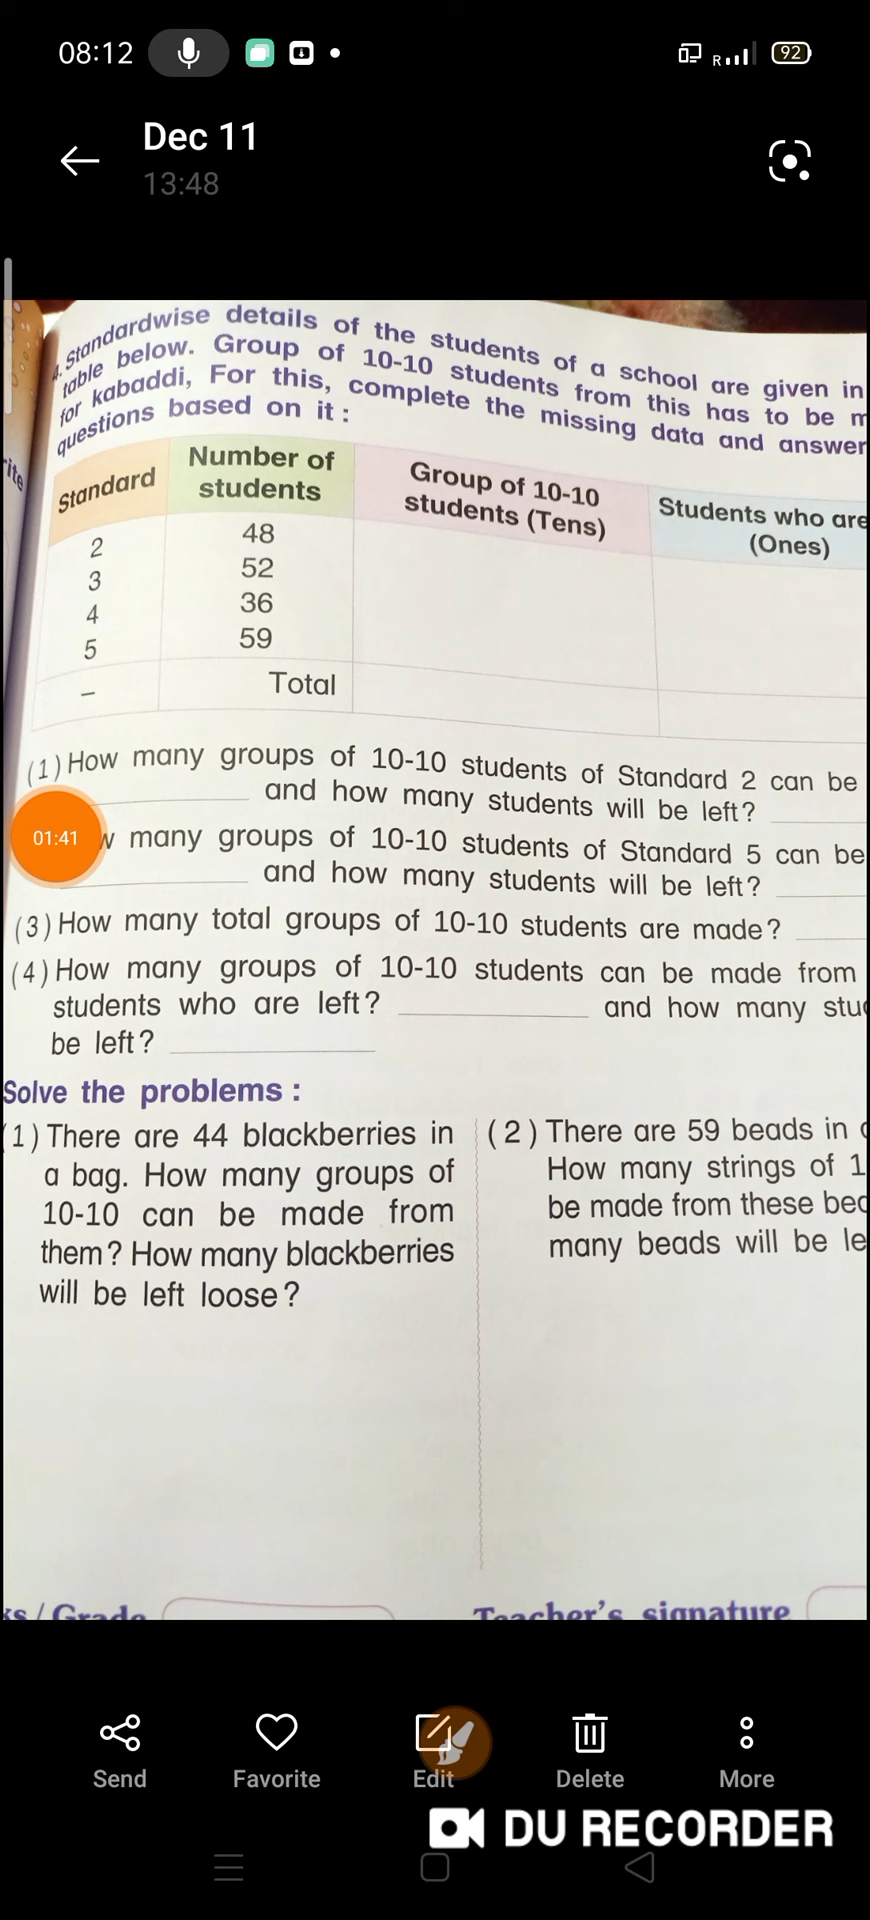 08:12
R
92
Dec 11
13:48
4. Standardwise details of the students of a school are given in
table below. Group of 10-10 students from this has to be m
for kabaddi, For this, complete the missing data and answer
questions based on it :
rite
Standard
Number of
students
Group of 10-10
students (Tens)
Students who are
(Ones)
2 48
3 52
4 36
5 59
– Total
(1) How many groups of 10-10 students of Standard 2 can be
and how many students will be left?
01:41
w many groups of 10-10 students of Standard 5 can be
and how many students will be left?
(3) How many total groups of 10-10 students are made?
(4) How many groups of 10-10 students can be made from
students who are left? and how many stu
be left?
Solve the problems :
1) There are 44 blackberries in
a bag. How many groups of
10-10 can be made from
them? How many blackberries
will be left loose?
(2) There are 59 beads in
How many strings of 1
be made from these bea
many beads will be le
ks / Grade
Teacher's signature
Send
Favorite
Edit
Delete
More
DU RECORDER